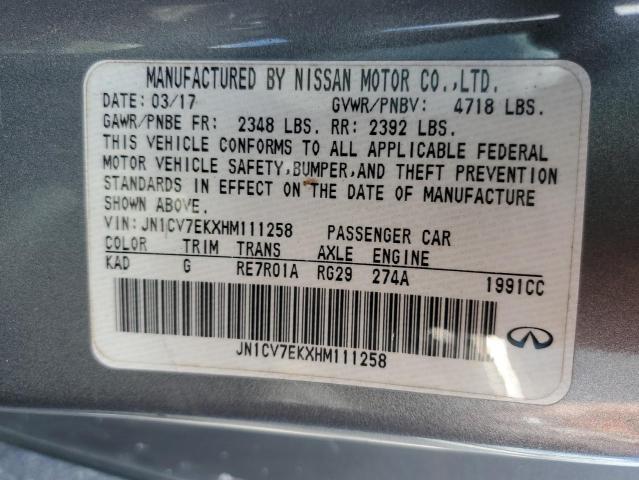 MANUFACTURED BY NISSAN MOTOR CO.,LTD.
DATE: 03/17 GVWR/PNBV: 4718 LBS.
GAWR/PNBE FR: 2348 LBS. RR: 2392 LBS.
THIS VEHICLE CONFORMS TO ALL APPLICABLE FEDERAL
MOTOR VEHICLE SAFETY,BUMPER,AND THEFT PREVENTION
STANDARDS IN EFFECT ON THE DATE OF MANUFACTURE
SHOWN ABOVE.
VIN:JN1CV7EKXHM111258 PASSENGER CAR
COLOR TRIM TRANS AXLE ENGINE
KAD G RE7R01A RG29 274A 1991CC
JN1CV7EKXHM111258